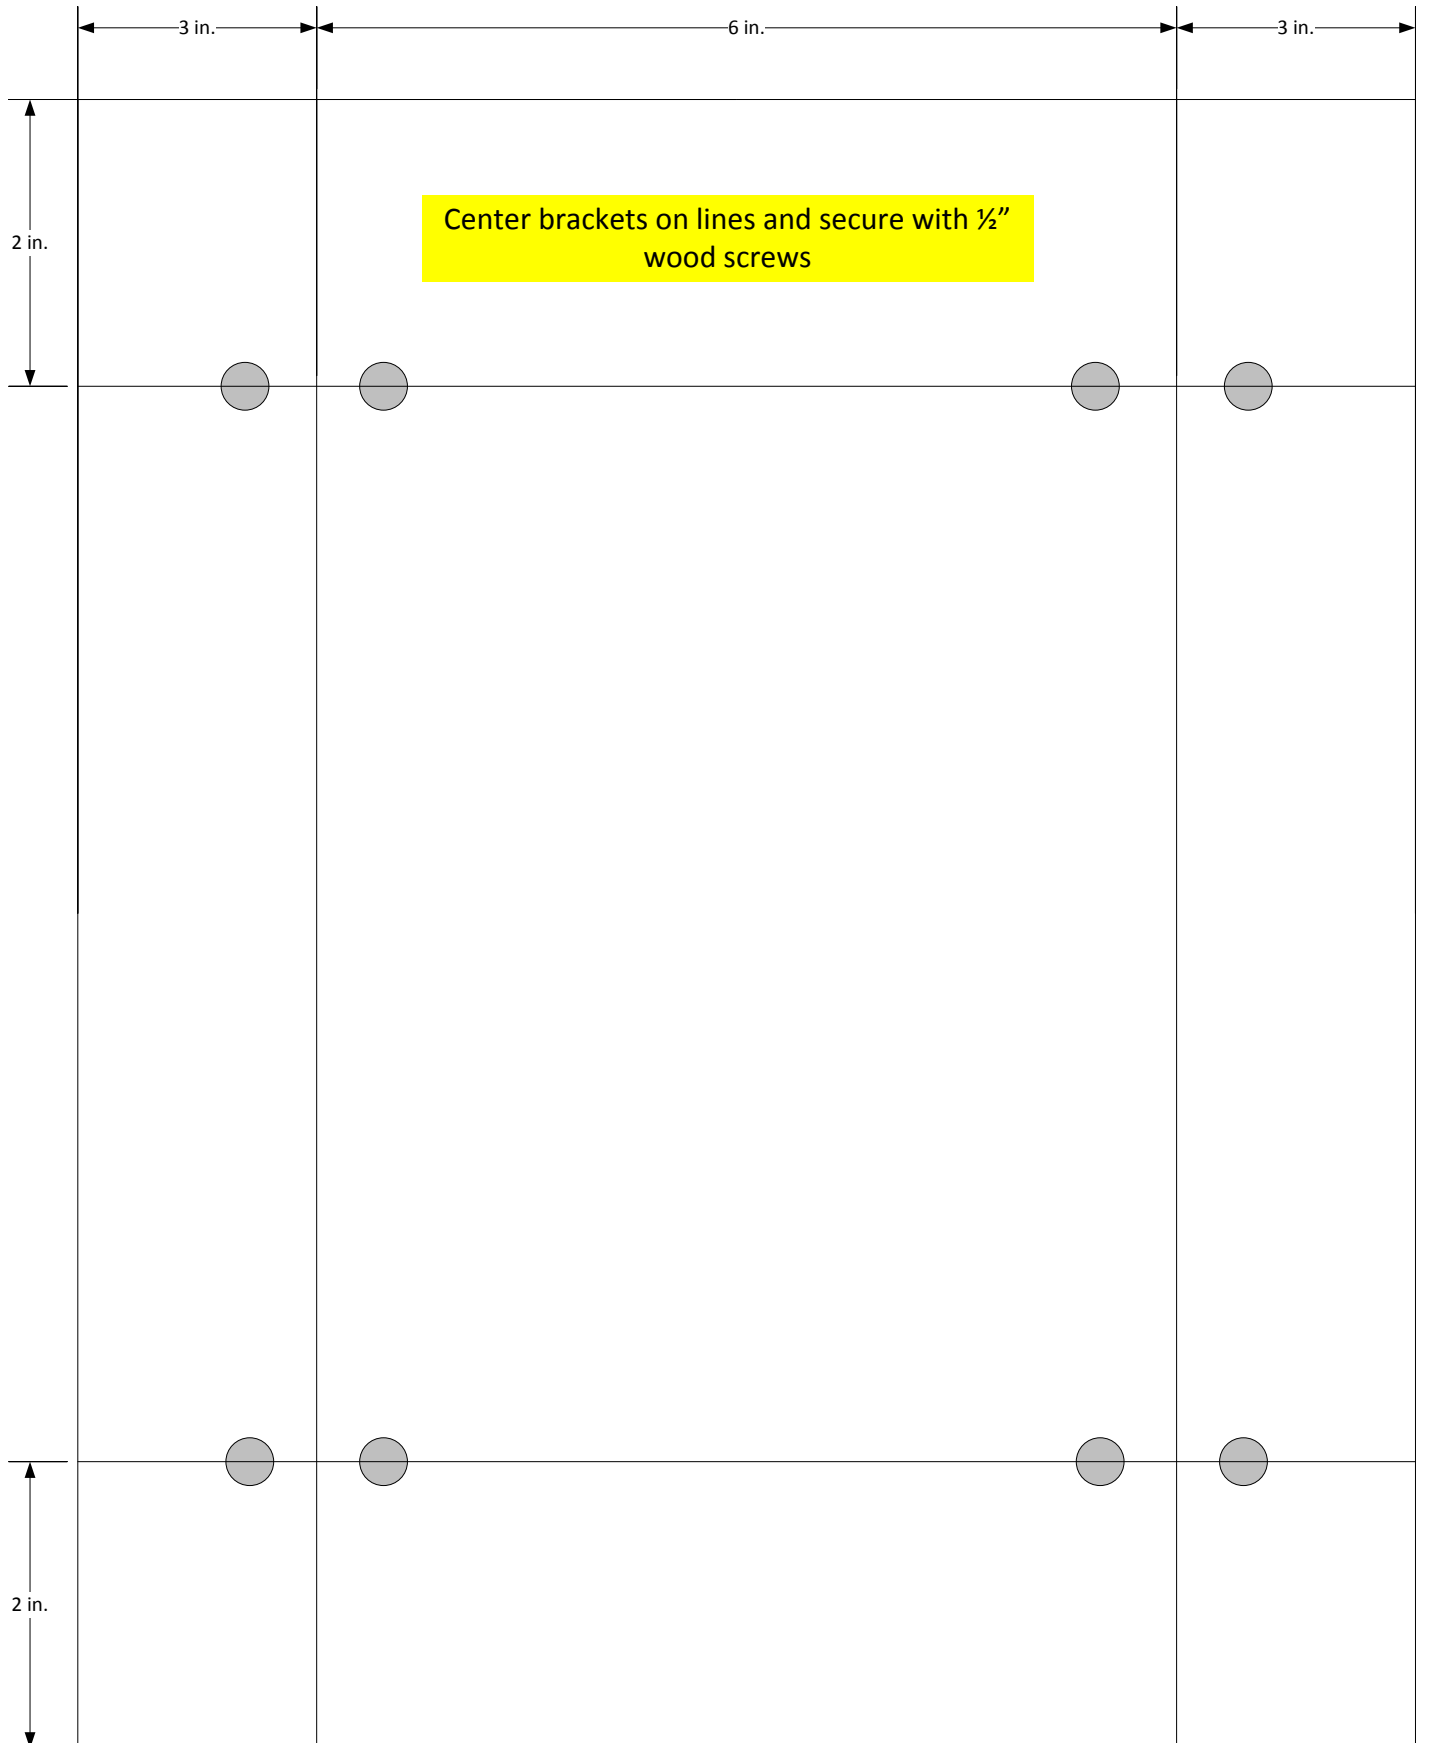 3 in.
6 in.
3 in.
2 in.
Center brackets on lines and secure with ½”
wood screws
2 in.